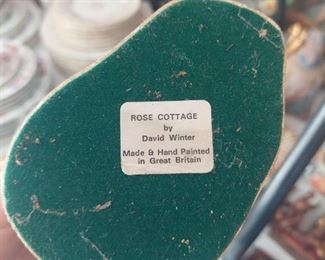 ROSE COTTAGE
by
David Winter
Made & Hand Painted
in Great Britain